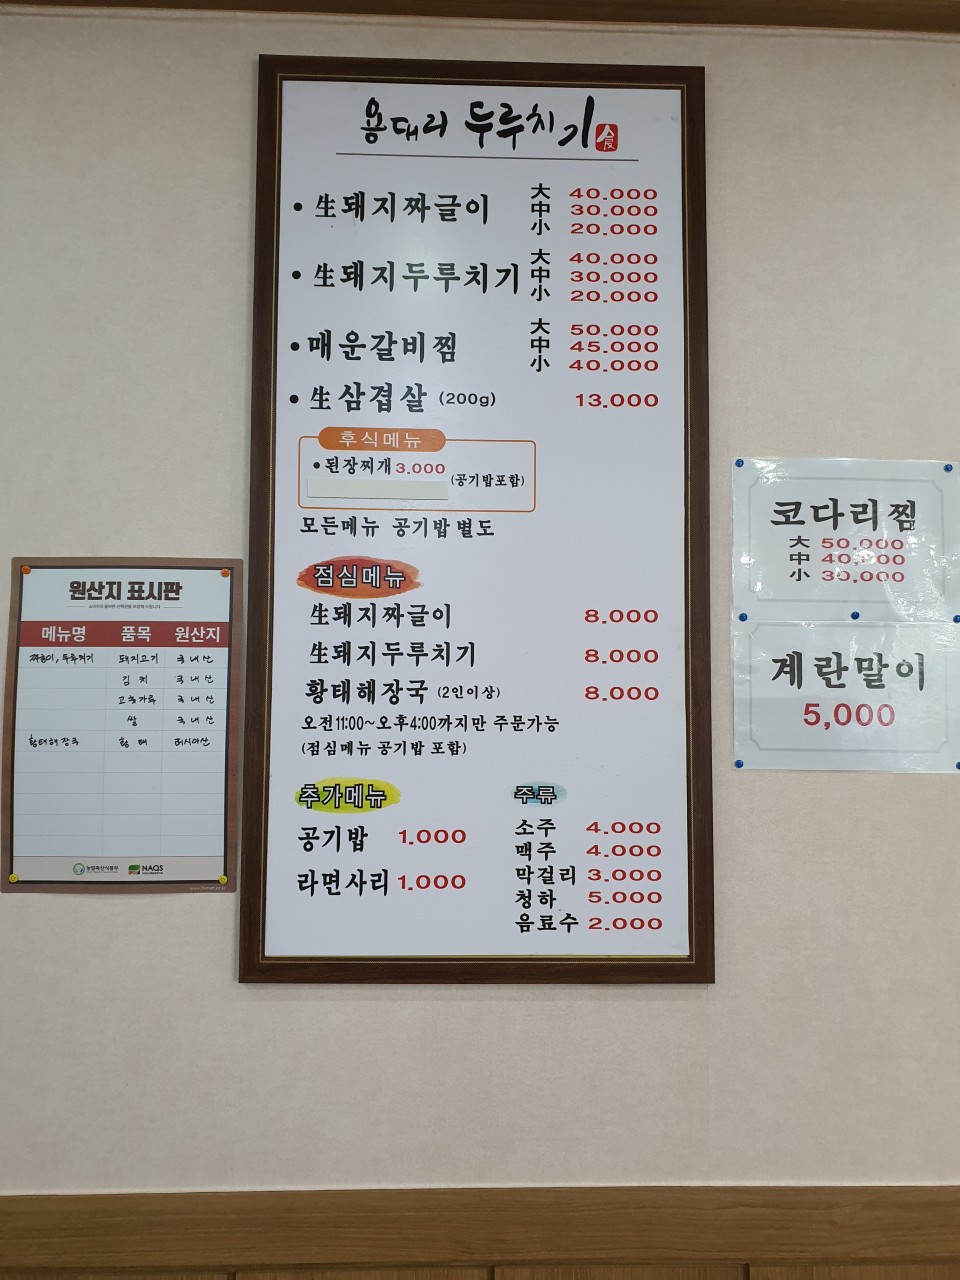 용대리 두루치기
• 生돼지짜글이 大 40.000
中 30.000
小 20.000
• 生돼지두루치기 大 40.000
中 30.000
小 20.000
• 매운갈비찜 大 50.000
中 45.000
小 40.000
• 生삼겹살 (200g) 13.000
후식메뉴
• 된장찌개 3.000
(공기밥포함)
모든메뉴 공기밥 별도
점심메뉴
生돼지짜글이 8.000
生돼지두루치기 8.000
황태해장국 (2인이상) 8.000
오전11:00~오후4:00까지만 주문가능
(점심메뉴 공기밥 포함)
추가메뉴
공기밥 1.000
라면사리 1.000
주류
소주 4.000
맥주 4.000
막걸리 3.000
청하 5.000
음료수 2.000
원산지 표시판
메뉴명 품목 원산지
짜글이, 두루치기 돼지고기 국내산
김치 국내산
고춧가루 국내산
쌀 국내산
황태해장국 황태 러시아산
농림축산식품부 NAQS
코다리찜
大 50,000
中 40,000
小 30,000
계란말이
5,000